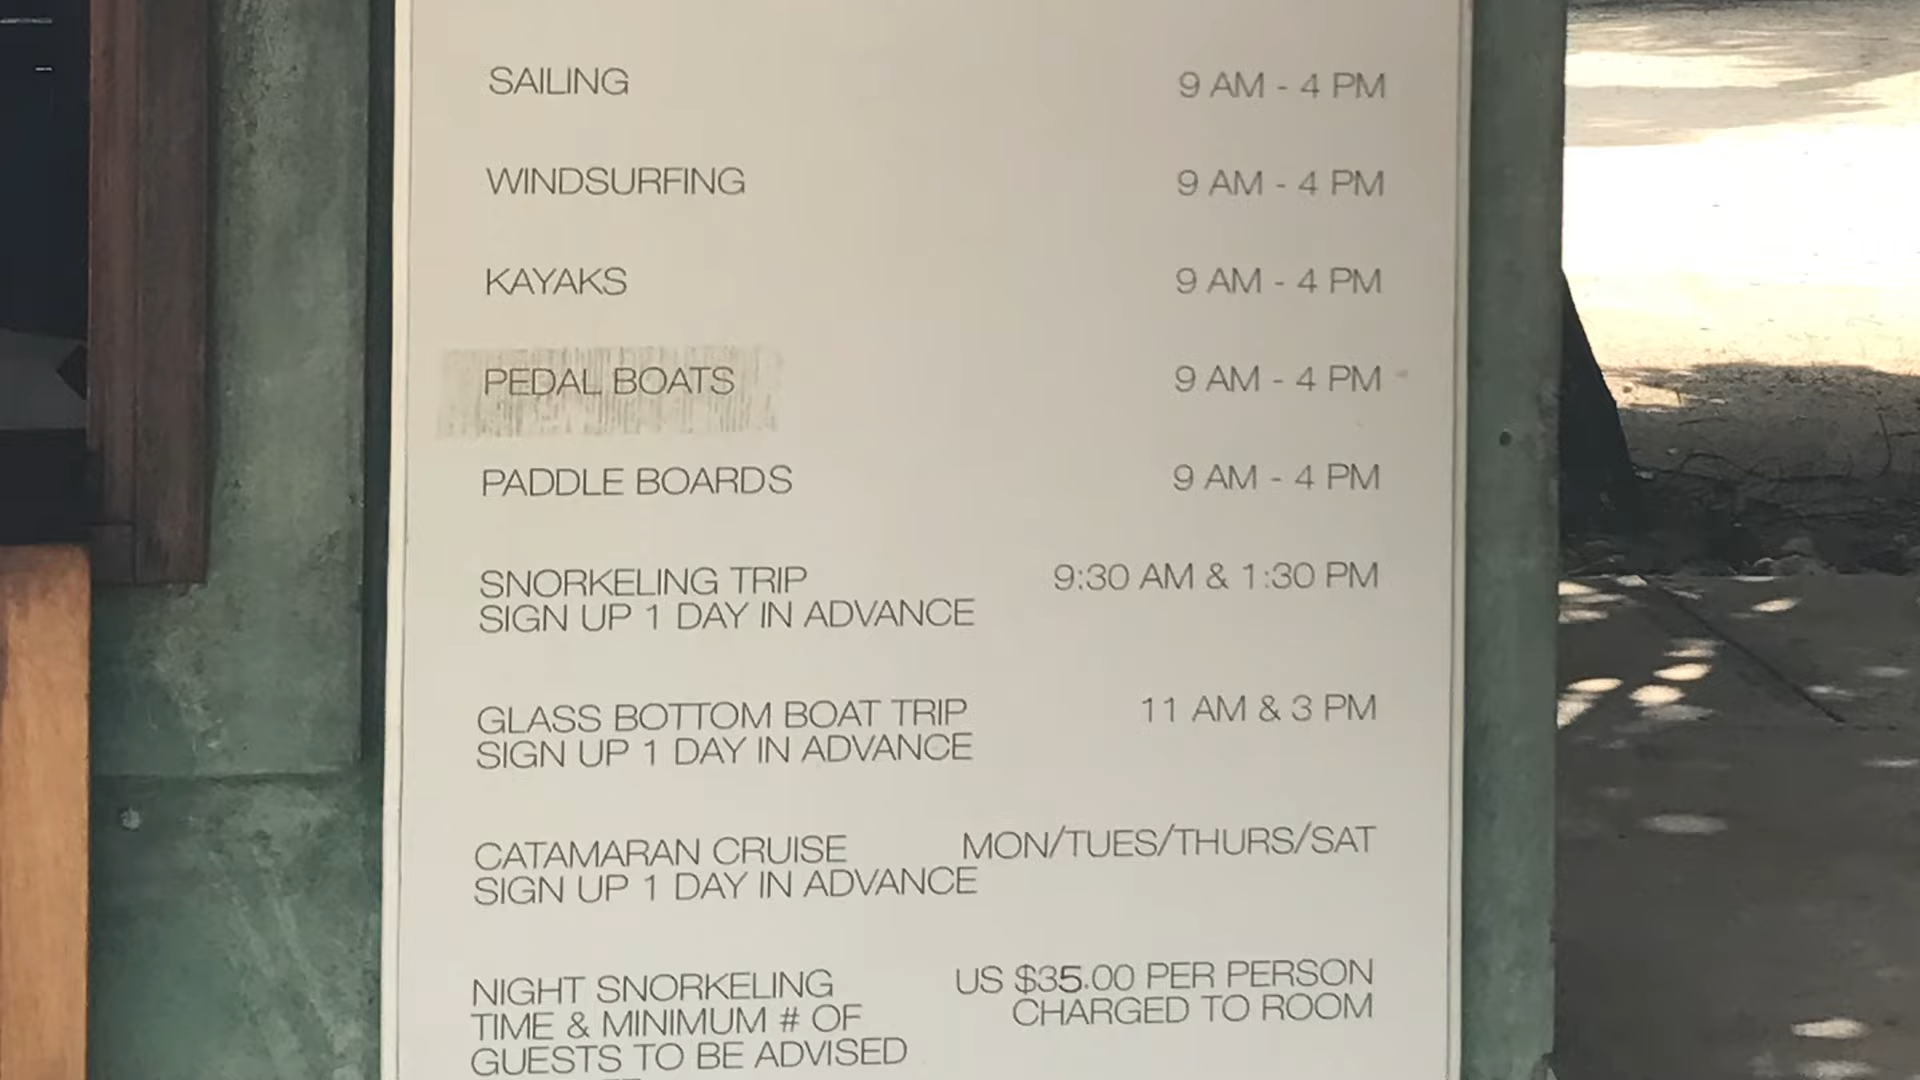 SAILING 9 AM - 4 PM
WINDSURFING 9 AM - 4 PM
KAYAKS 9 AM - 4 PM
PEDAL BOATS 9 AM - 4 PM
PADDLE BOARDS 9 AM - 4 PM
SNORKELING TRIP 9:30 AM & 1:30 PM
SIGN UP 1 DAY IN ADVANCE
GLASS BOTTOM BOAT TRIP 11 AM & 3 PM
SIGN UP 1 DAY IN ADVANCE
CATAMARAN CRUISE MON/TUES/THURS/SAT
SIGN UP 1 DAY IN ADVANCE
NIGHT SNORKELING US $35.00 PER PERSON
TIME & MINIMUM # OF CHARGED TO ROOM
GUESTS TO BE ADVISED